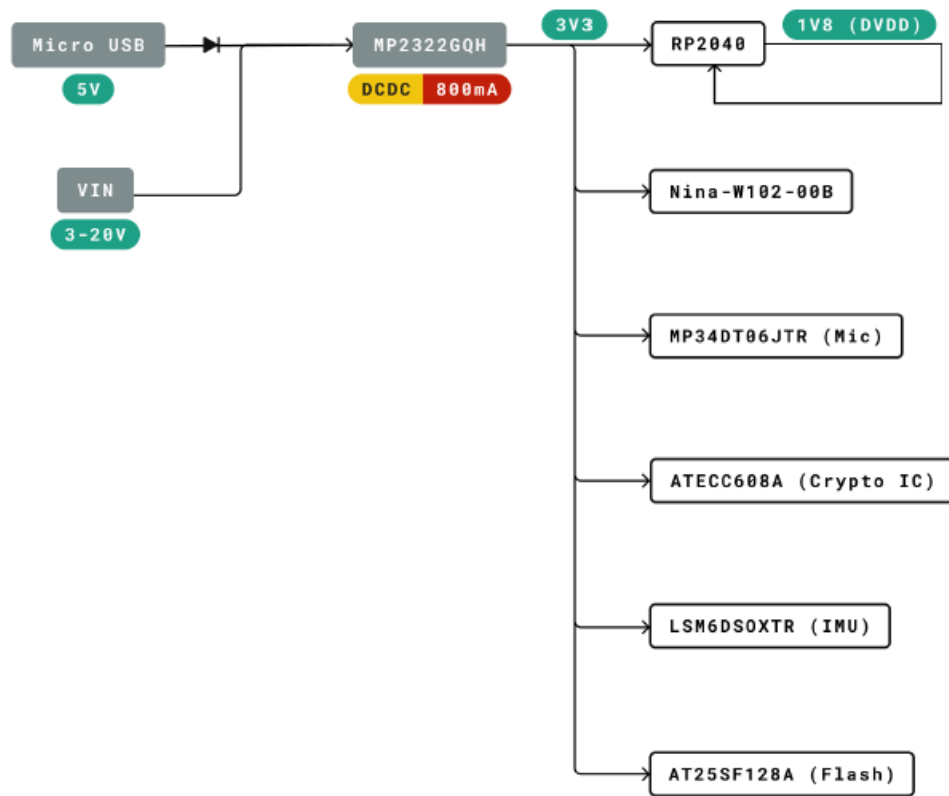 Micro USB
5V
VIN
3-20V
MP2322GQH
DCDC 800mA
3V3
RP2040
1V8 (DVDD)
Nina-W102-00B
MP34DT06JTR (Mic)
ATECC608A (Crypto IC)
LSM6DSOXTR (IMU)
AT25SF128A (Flash)